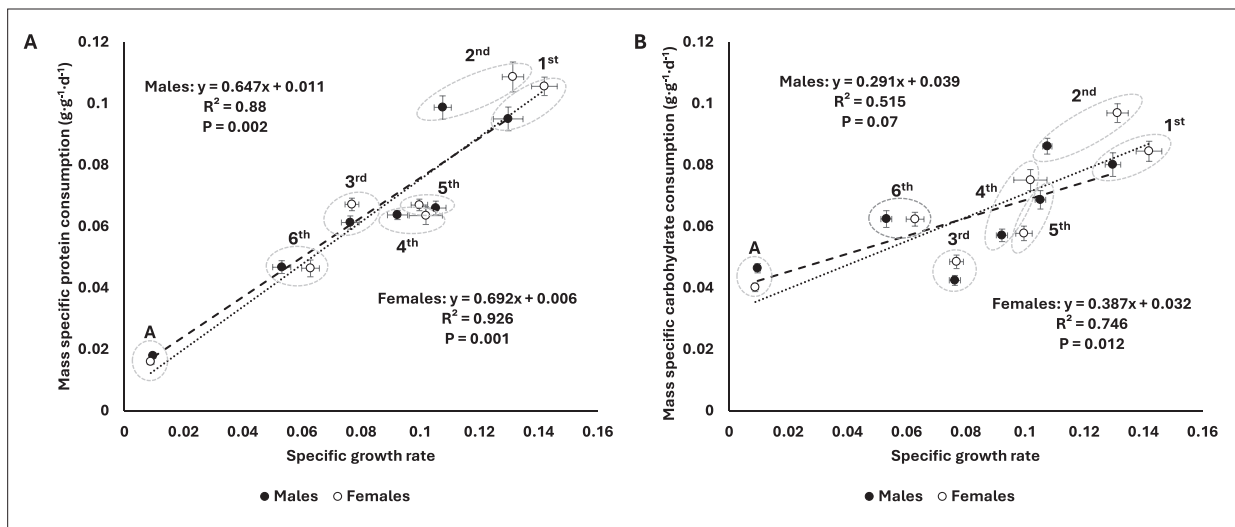 A
Mass specific protein consumption (g·g⁻¹·d⁻¹)
0.12
0.1
0.08
0.06
0.04
0.02
0
0
0.02
0.04
0.06
0.08
0.1
0.12
0.14
0.16
Specific growth rate
Males: y = 0.647x + 0.011
R² = 0.88
P = 0.002
2nd
1st
3rd
5th
4th
6th
A
Females: y = 0.692x + 0.006
R² = 0.926
P = 0.001
Males
Females
B
Mass specific carbohydrate consumption (g·g⁻¹·d⁻¹)
0.12
0.1
0.08
0.06
0.04
0.02
0
0
0.02
0.04
0.06
0.08
0.1
0.12
0.14
0.16
Specific growth rate
Males: y = 0.291x + 0.039
R² = 0.515
P = 0.07
2nd
1st
4th
6th
5th
3rd
A
Females: y = 0.387x + 0.032
R² = 0.746
P = 0.012
Males
Females